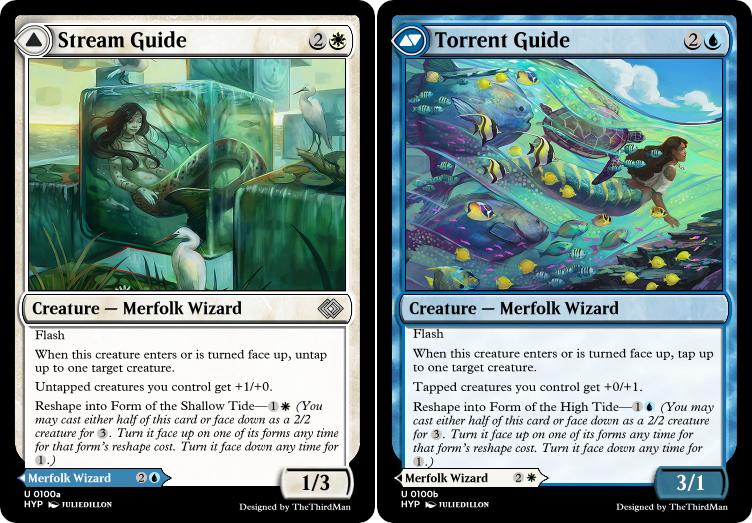 Stream Guide 2
Creature — Merfolk Wizard
Flash
When this creature enters or is turned face up, untap
up to one target creature.
Untapped creatures you control get +1/+0.
Reshape into Form of the Shallow Tide—1 (You may
cast either half of this card or face down as a 2/2
creature for 3. Turn it face up on one of its forms any time
for that form's reshape cost. Turn it face down any time for
1.)
Merfolk Wizard 2
1/3
U 0100a
HYP JULIEDILLON
Designed by TheThirdMan
Torrent Guide 2
Creature — Merfolk Wizard
Flash
When this creature enters or is turned face up, tap up
to one target creature.
Tapped creatures you control get +0/+1.
Reshape into Form of the High Tide—1 (You may
cast either half of this card or face down as a 2/2
creature for 3. Turn it face up on one of its forms any time
for that form's reshape cost. Turn it face down any time for
1.)
Merfolk Wizard 2
3/1
U 0100b
HYP JULIEDILLON
Designed by TheThirdMan